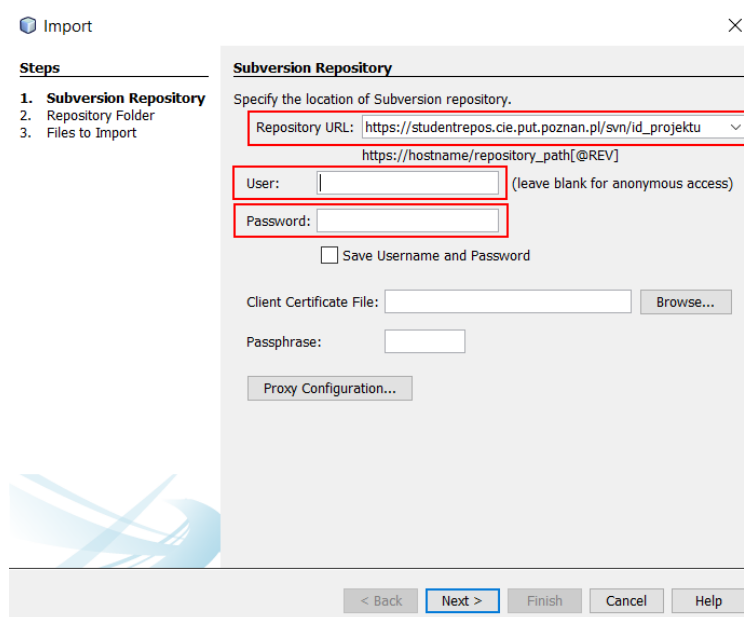 Import
Steps
1. Subversion Repository
2. Repository Folder
3. Files to Import
Subversion Repository
Specify the location of Subversion repository.
Repository URL: https://studentrepos.cie.put.poznan.pl/svn/id_projektu
https://hostname/repository_path[@REV]
User: (leave blank for anonymous access)
Password:
Save Username and Password
Client Certificate File: Browse...
Passphrase:
Proxy Configuration...
< Back Next > Finish Cancel Help